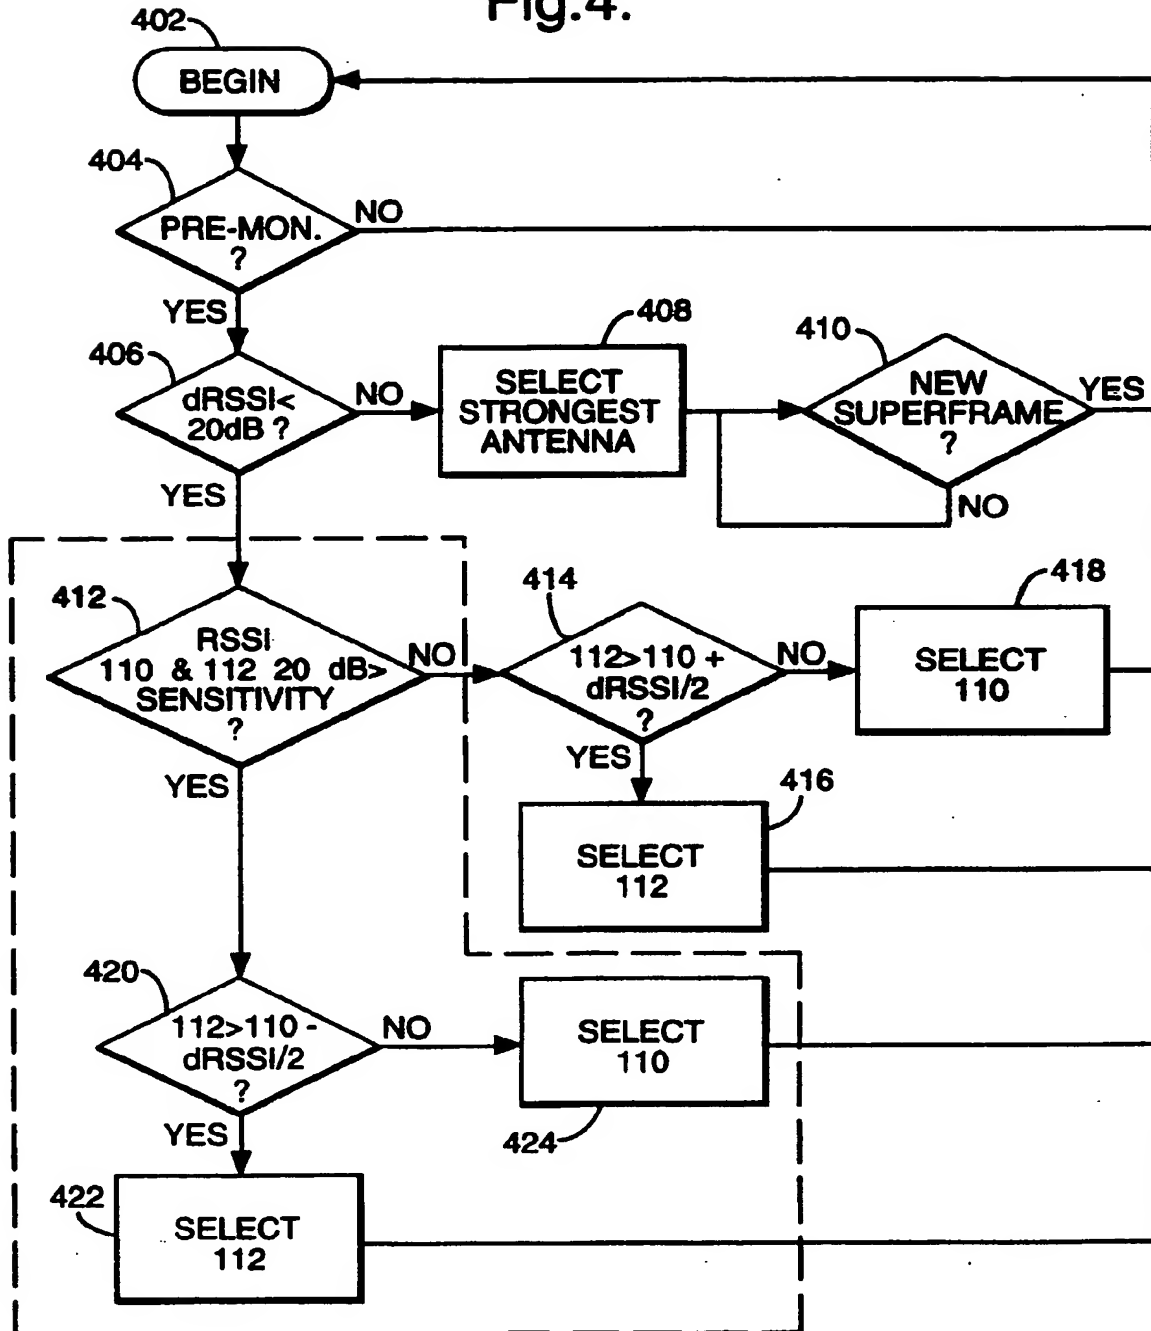 Fig.4.
402
BEGIN
404
PRE-MON.
?
NO
YES
406
dRSSI<
20dB ?
NO
YES
408
SELECT
STRONGEST
ANTENNA
410
NEW
SUPERFRAME
?
YES
NO
412
RSSI
110 & 112 20 dB>
SENSITIVITY
?
NO
YES
414
112>110 +
dRSSI/2
?
NO
YES
418
SELECT
110
416
SELECT
112
420
112>110 -
dRSSI/2
?
NO
YES
SELECT
110
424
422
SELECT
112